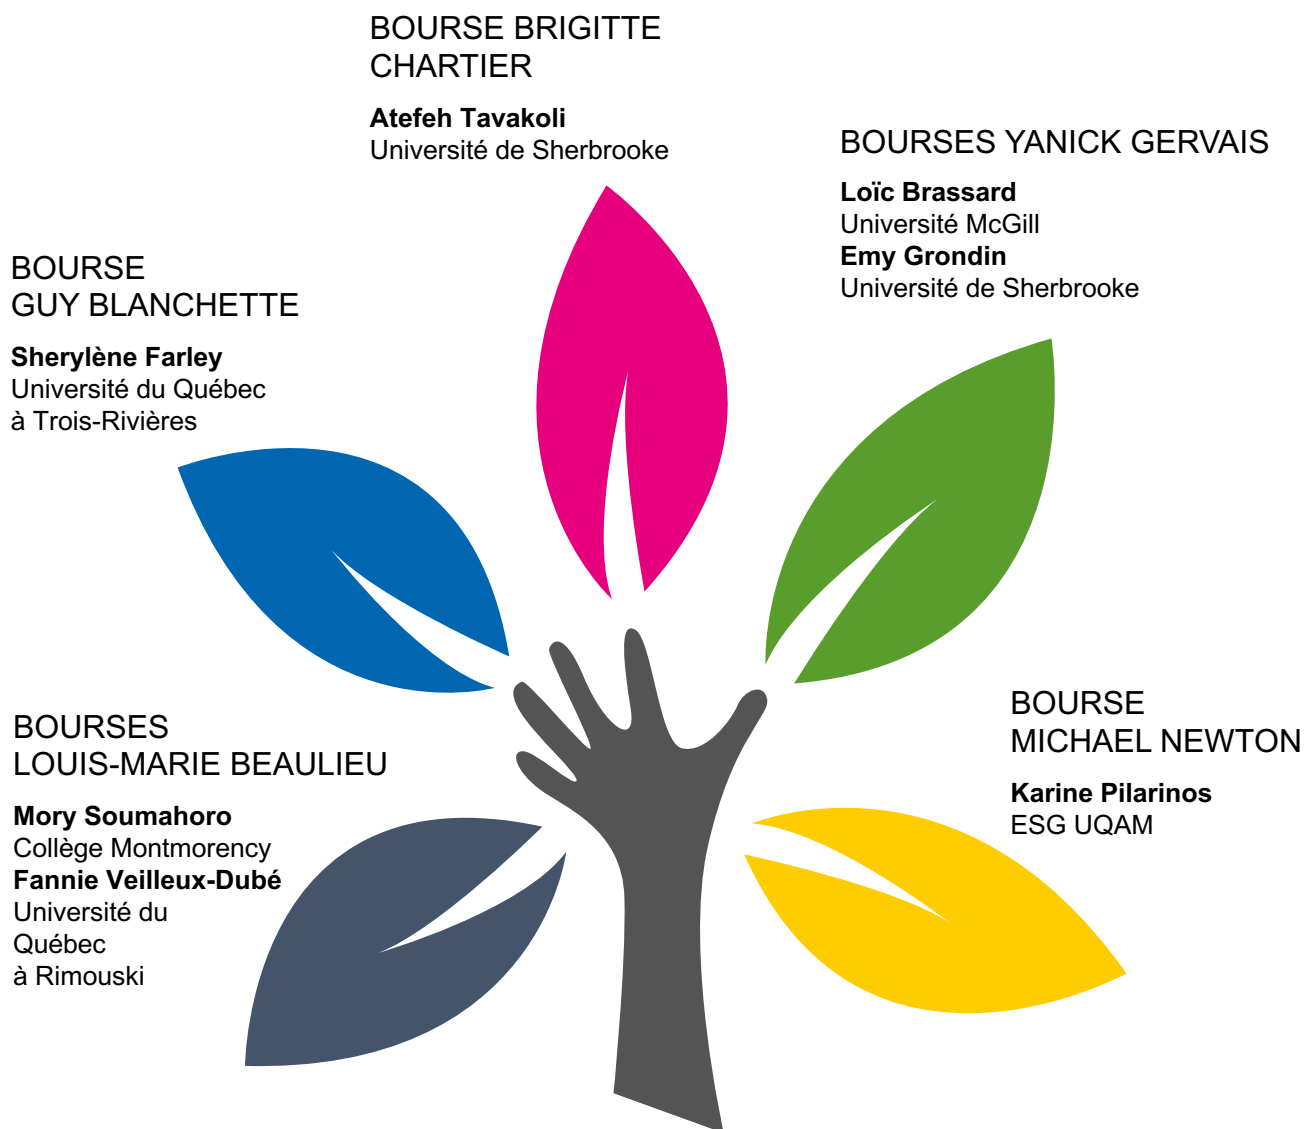 BOURSE BRIGITTE
CHARTIER
Atefeh Tavakoli
Université de Sherbrooke
BOURSES YANICK GERVAIS
Loïc Brassard
Université McGill
Emy Grondin
Université de Sherbrooke
BOURSE
GUY BLANCHETTE
Sherylène Farley
Université du Québec
à Trois-Rivières
BOURSES
LOUIS-MARIE BEAULIEU
Mory Soumahoro
Collège Montmorency
Fannie Veilleux-Dubé
Université du
Québec
à Rimouski
BOURSE
MICHAEL NEWTON
Karine Pilarinos
ESG UQAM